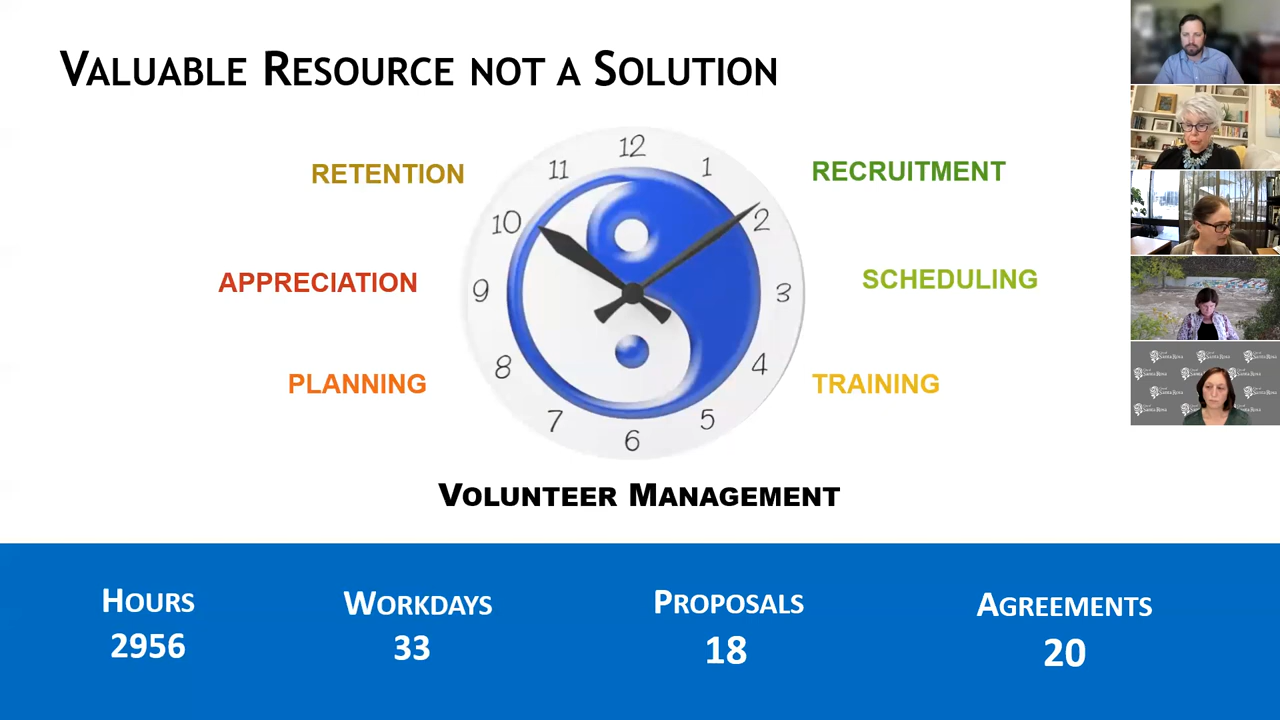 VALUABLE RESOURCE NOT A SOLUTION
RETENTION
RECRUITMENT
APPRECIATION
SCHEDULING
PLANNING
TRAINING
12
1
2
3
4
5
6
7
8
9
10
11
VOLUNTEER MANAGEMENT
HOURS
2956
WORKDAYS
33
PROPOSALS
18
AGREEMENTS
20